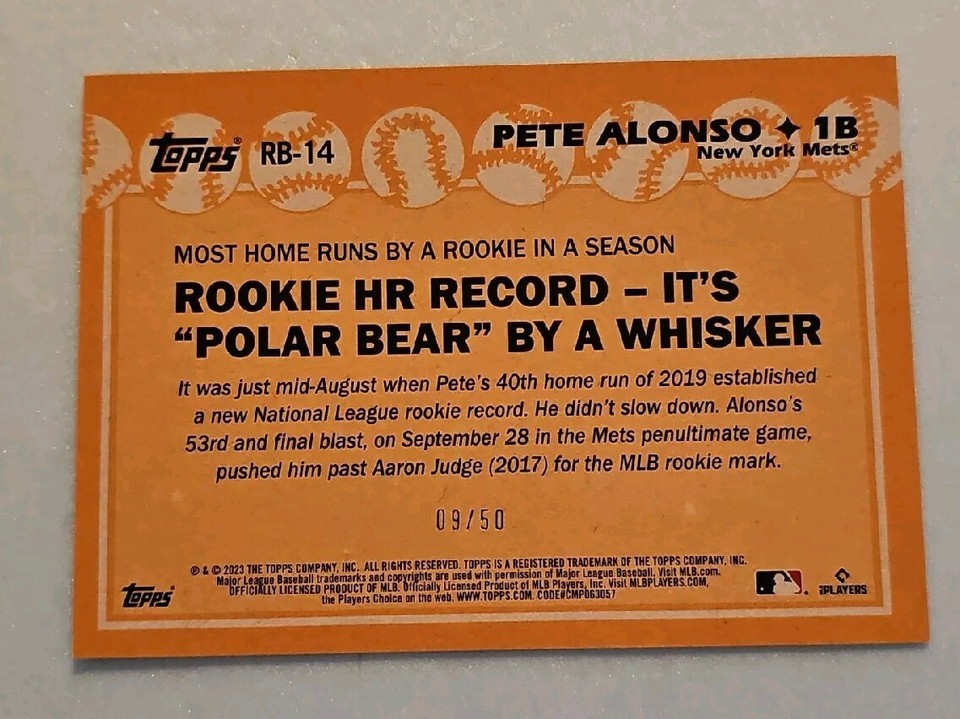 Topps® RB-14 PETE ALONSO ✦ 1B
New York Mets®
MOST HOME RUNS BY A ROOKIE IN A SEASON
ROOKIE HR RECORD – IT'S
"POLAR BEAR" BY A WHISKER
It was just mid-August when Pete's 40th home run of 2019 established
a new National League rookie record. He didn't slow down. Alonso's
53rd and final blast, on September 28 in the Mets penultimate game,
pushed him past Aaron Judge (2017) for the MLB rookie mark.
09/50
℗ & © 2023 THE TOPPS COMPANY, INC. ALL RIGHTS RESERVED. TOPPS IS A REGISTERED TRADEMARK OF THE TOPPS COMPANY, INC.
Major League Baseball trademarks and copyrights are used with permission of Major League Baseball. Visit MLB.com.
OFFICIALLY LICENSED PRODUCT OF MLB. Officially Licensed Product of MLB Players, Inc. Visit MLBPLAYERS.COM,
the Players Choice on the web. WWW.TOPPS.COM. CODE#CMP063057
Topps
PLAYERS